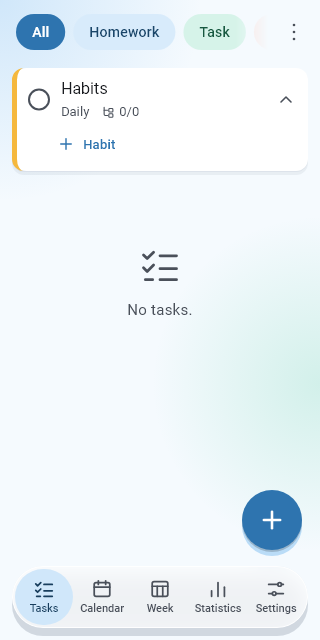 All Homework Task
Habits
Daily 0/0
Habit
No tasks.
Tasks Calendar Week Statistics Settings